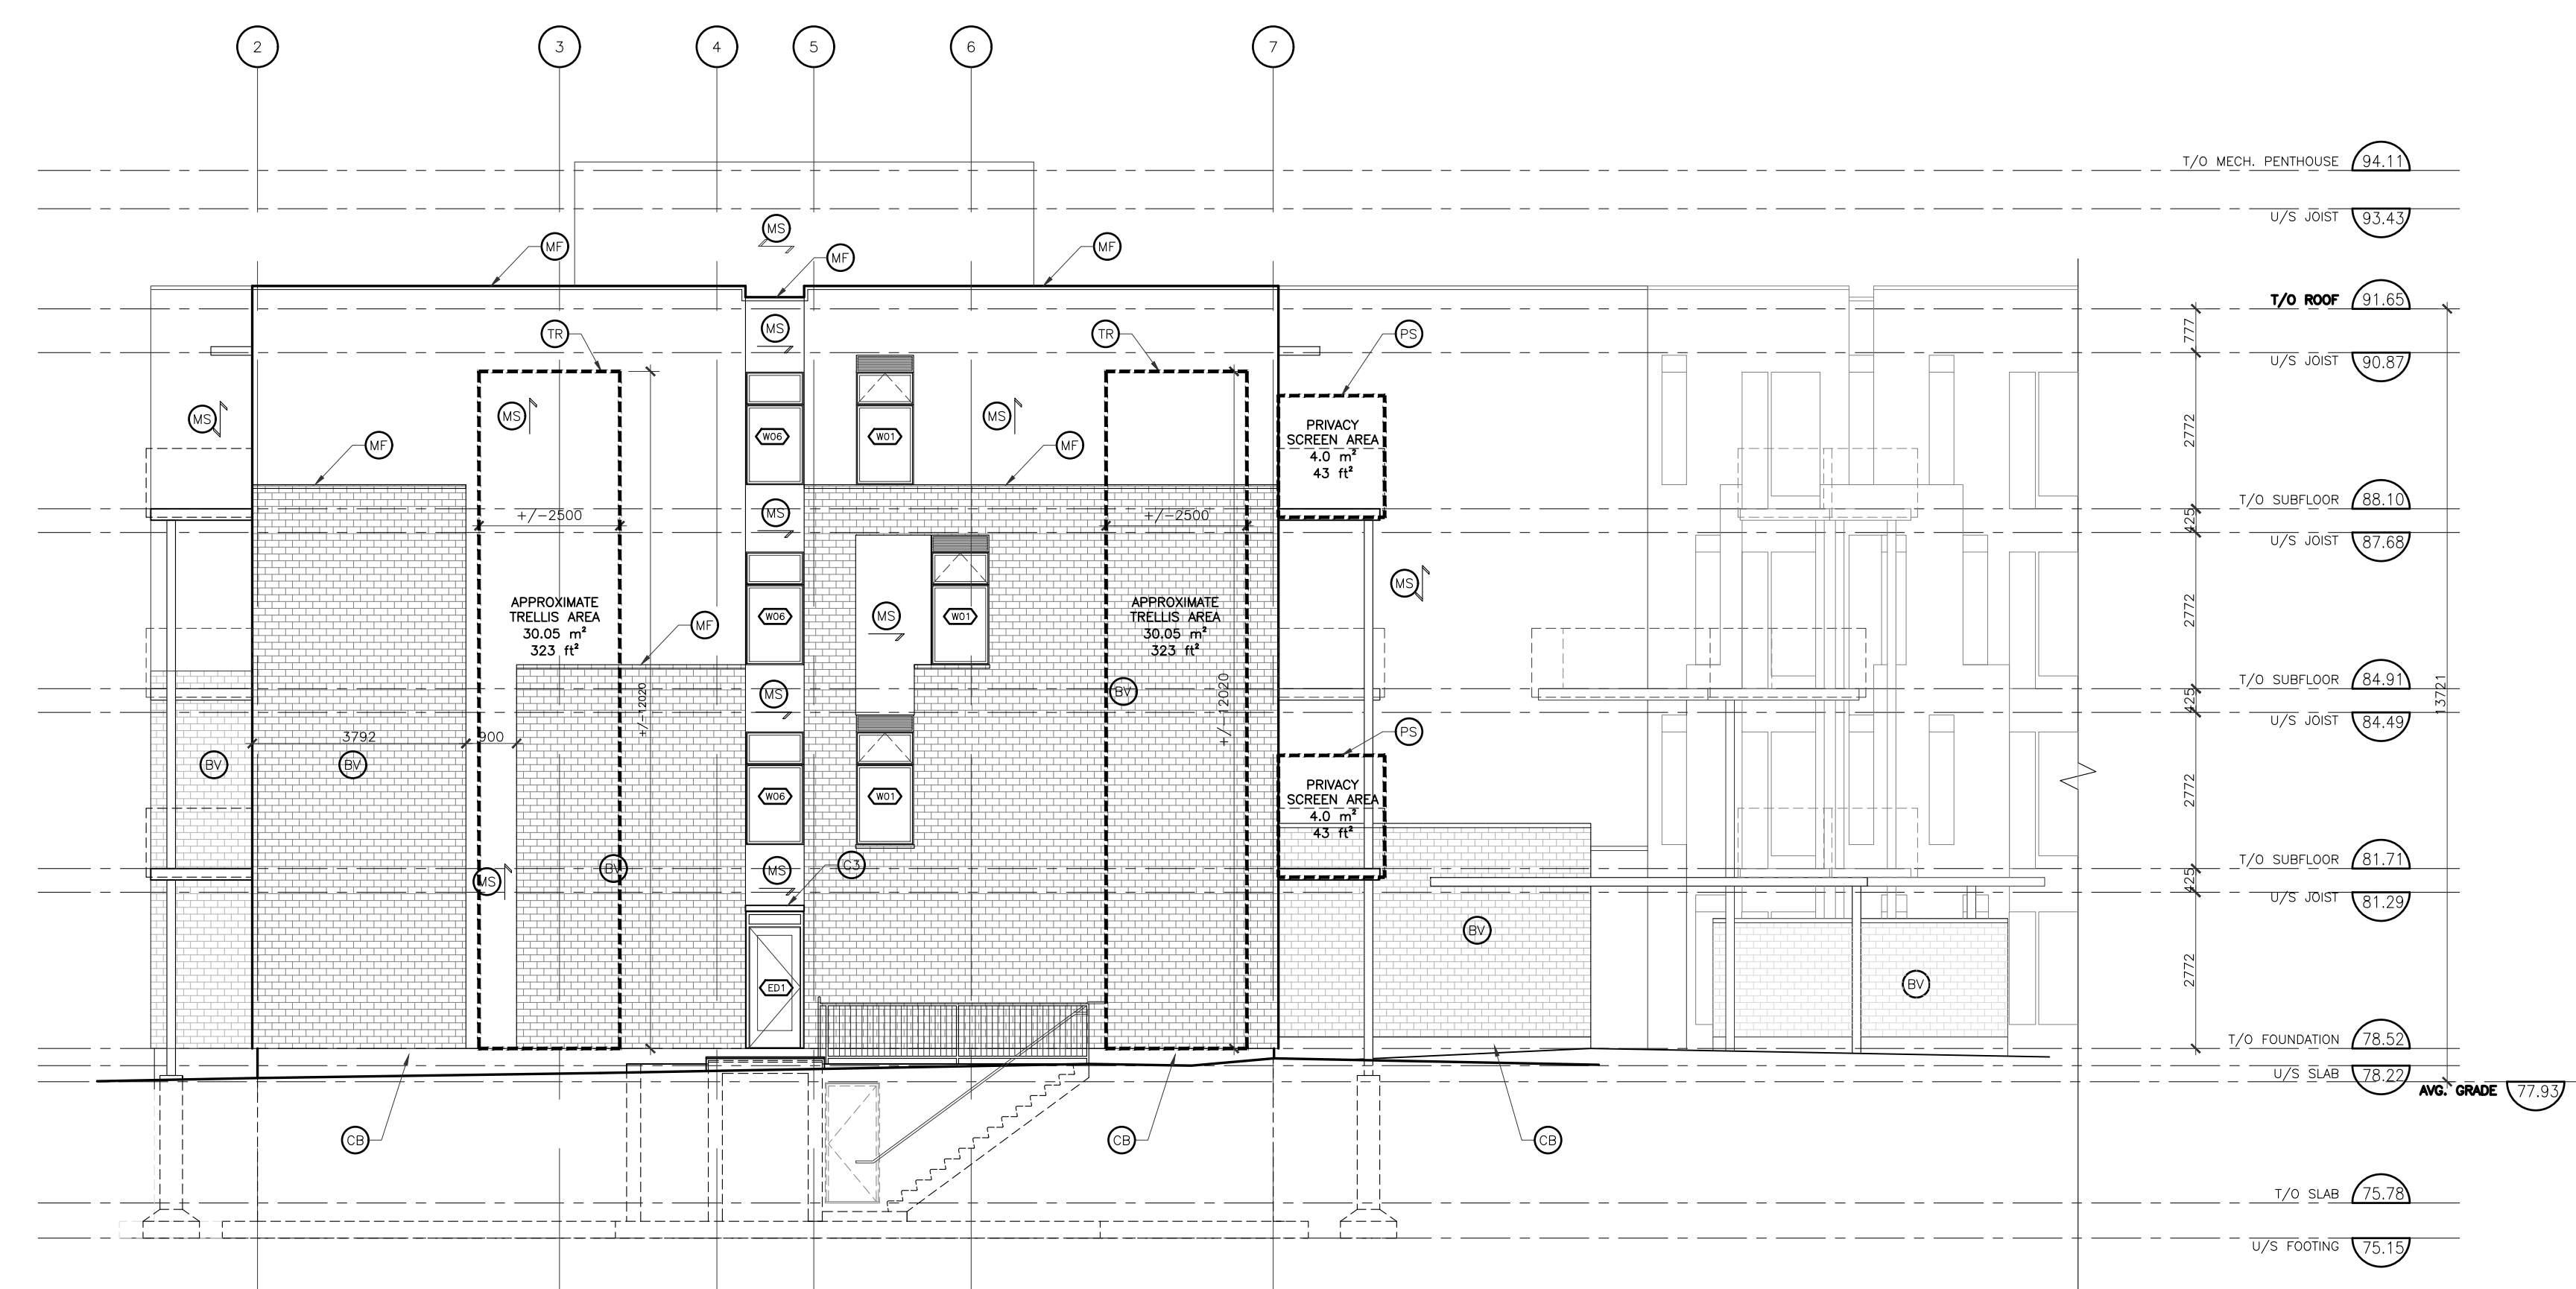 2
3
4
5
6
7
T/O MECH. PENTHOUSE 94.11
U/S JOIST 93.43
MS
MF
MF
MF
T/O ROOF 91.65
TR
MS
TR
PS
777
U/S JOIST 90.87
MS
MS
MS
MF
W06
W01
MF
PRIVACY
SCREEN AREA
4.0 m²
43 ft²
2772
T/O SUBFLOOR 88.10
+/-2500
MS
+/-2500
425
U/S JOIST 87.68
MS
APPROXIMATE
TRELLIS AREA
30.05 m²
323 ft²
MF
W06
MS
W01
APPROXIMATE
TRELLIS AREA
30.05 m²
323 ft²
2772
T/O SUBFLOOR 84.91
+/-12020
MS
BV
+/-12020
425
13721
U/S JOIST 84.49
3792
900
PS
BV
BV
W06
W01
PRIVACY
SCREEN AREA
4.0 m²
43 ft²
2772
T/O SUBFLOOR 81.71
MS
BV
MS
C3
425
U/S JOIST 81.29
BV
ED1
BV
2772
T/O FOUNDATION 78.52
U/S SLAB 78.22
AVG. GRADE 77.93
CB
CB
CB
T/O SLAB 75.78
U/S FOOTING 75.15